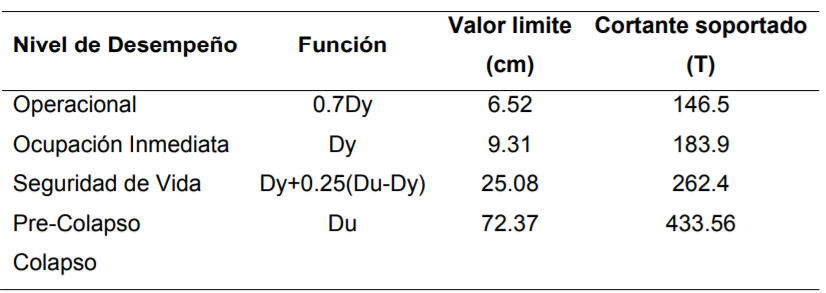 Nivel de Desempeño Función Valor limite (cm) Cortante soportado (T)
Operacional 0.7Dy 6.52 146.5
Ocupación Inmediata Dy 9.31 183.9
Seguridad de Vida Dy+0.25(Du-Dy) 25.08 262.4
Pre-Colapso Du 72.37 433.56
Colapso